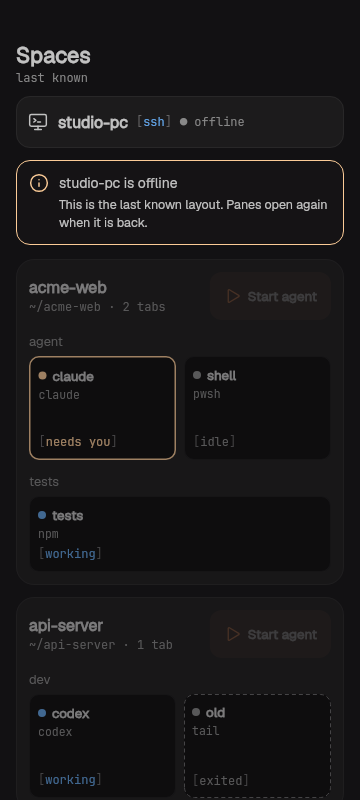 Spaces
last known
studio-pc [ssh] ● offline
studio-pc is offline
This is the last known layout. Panes open again
when it is back.
acme-web
~/acme-web · 2 tabs
Start agent
agent
claude
claude
[needs you]
shell
pwsh
[idle]
tests
tests
npm
[working]
api-server
~/api-server · 1 tab
Start agent
dev
codex
codex
[working]
old
tail
[exited]